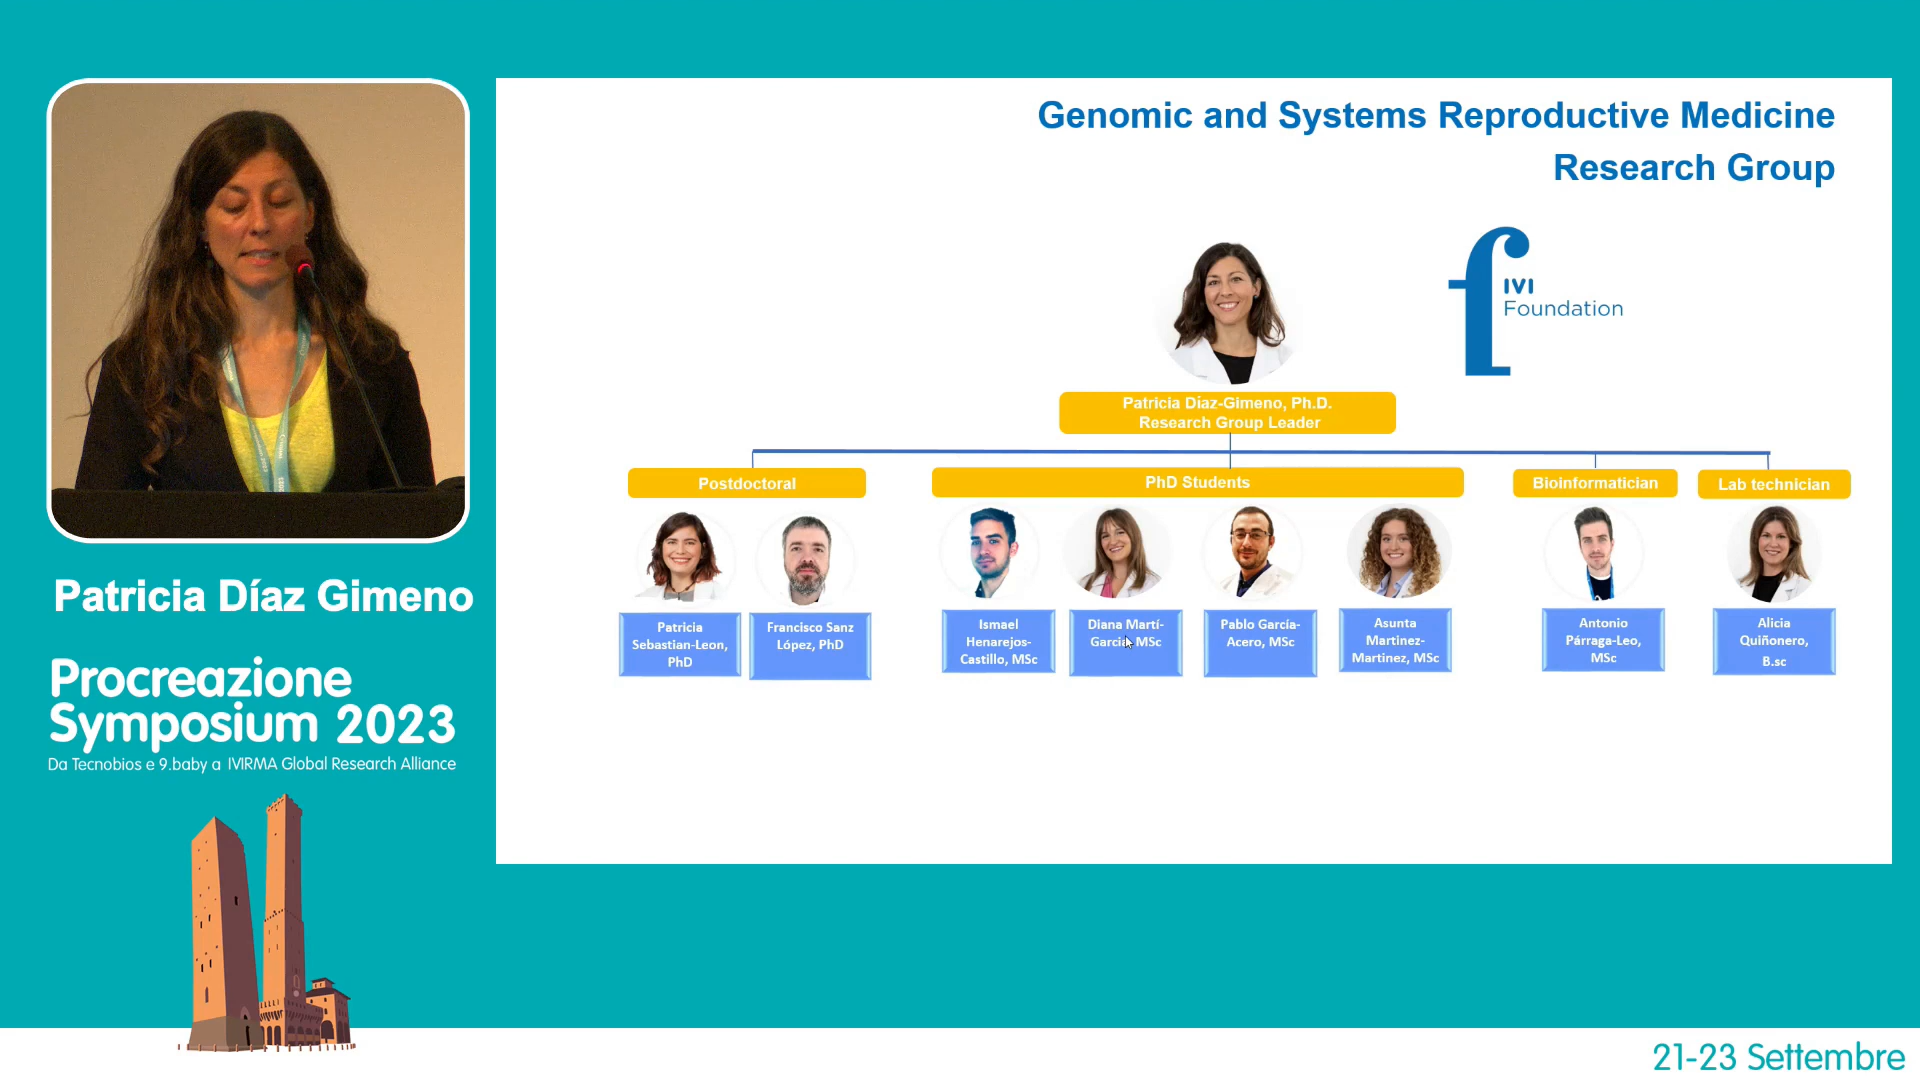 Genomic and Systems Reproductive Medicine
Research Group
IVI
Foundation
Patricia Díaz-Gimeno, Ph.D.
Research Group Leader
Postdoctoral
PhD Students
Bioinformatician
Lab technician
Patricia
Sebastian-Leon,
PhD
Francisco Sanz
López, PhD
Ismael
Henarejos-
Castillo, MSc
Diana Martí-
Garcia, MSc
Pablo García-
Acero, MSc
Asunta
Martinez-
Martinez, MSc
Antonio
Párraga-Leo,
MSc
Alicia
Quiñonero,
B.sc
Patricia Díaz Gimeno
Procreazione
Symposium 2023
Da Tecnobios e 9.baby a IVIRMA Global Research Alliance
21-23 Settembre